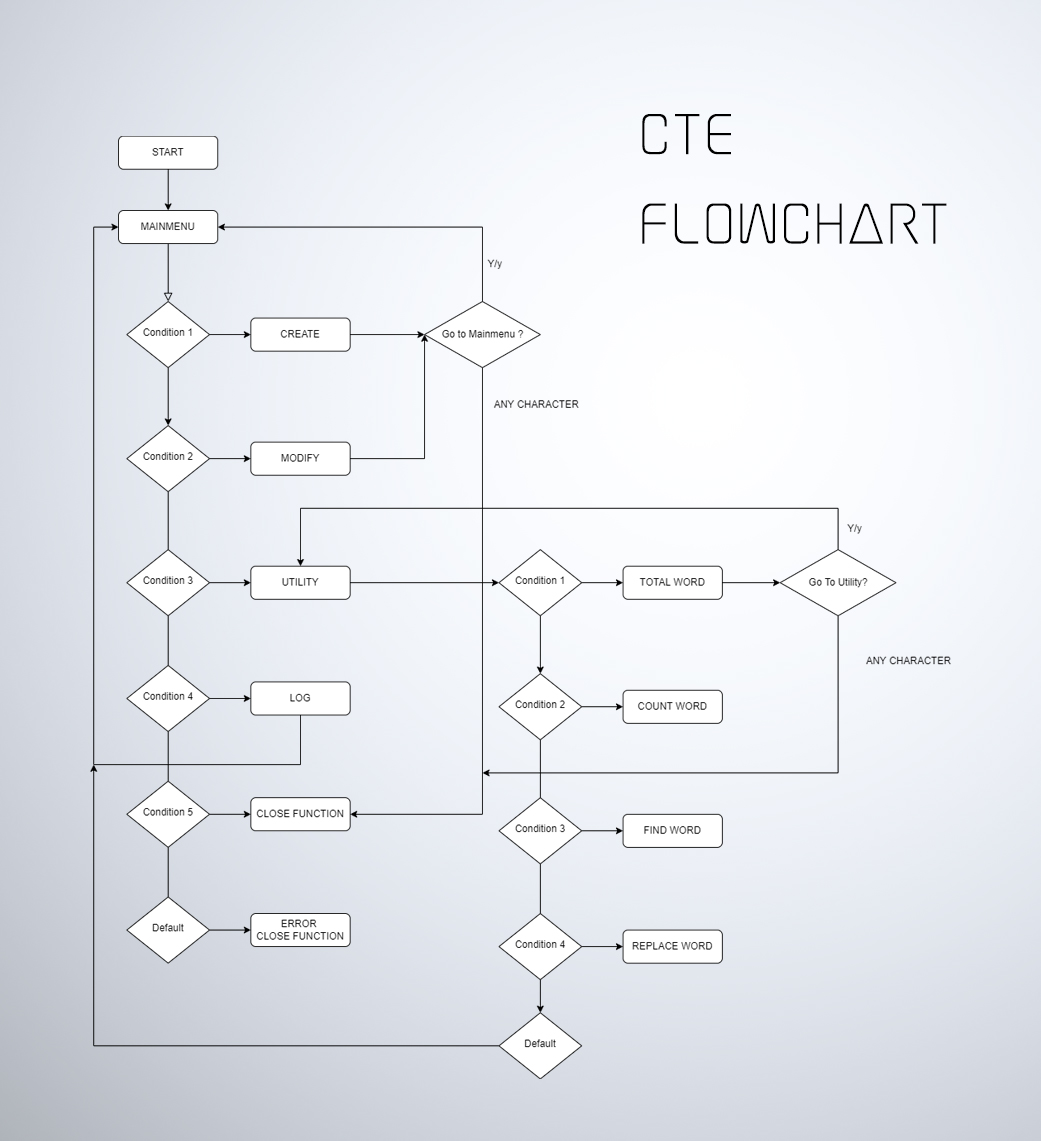 CTE
FLOWCHART
START
MAINMENU
Y/y
Condition 1
CREATE
Go to Mainmenu ?
ANY CHARACTER
Condition 2
MODIFY
Y/y
Condition 3
UTILITY
Condition 1
TOTAL WORD
Go To Utility?
ANY CHARACTER
Condition 4
LOG
Condition 2
COUNT WORD
Condition 5
CLOSE FUNCTION
Condition 3
FIND WORD
Default
ERROR
CLOSE FUNCTION
Condition 4
REPLACE WORD
Default